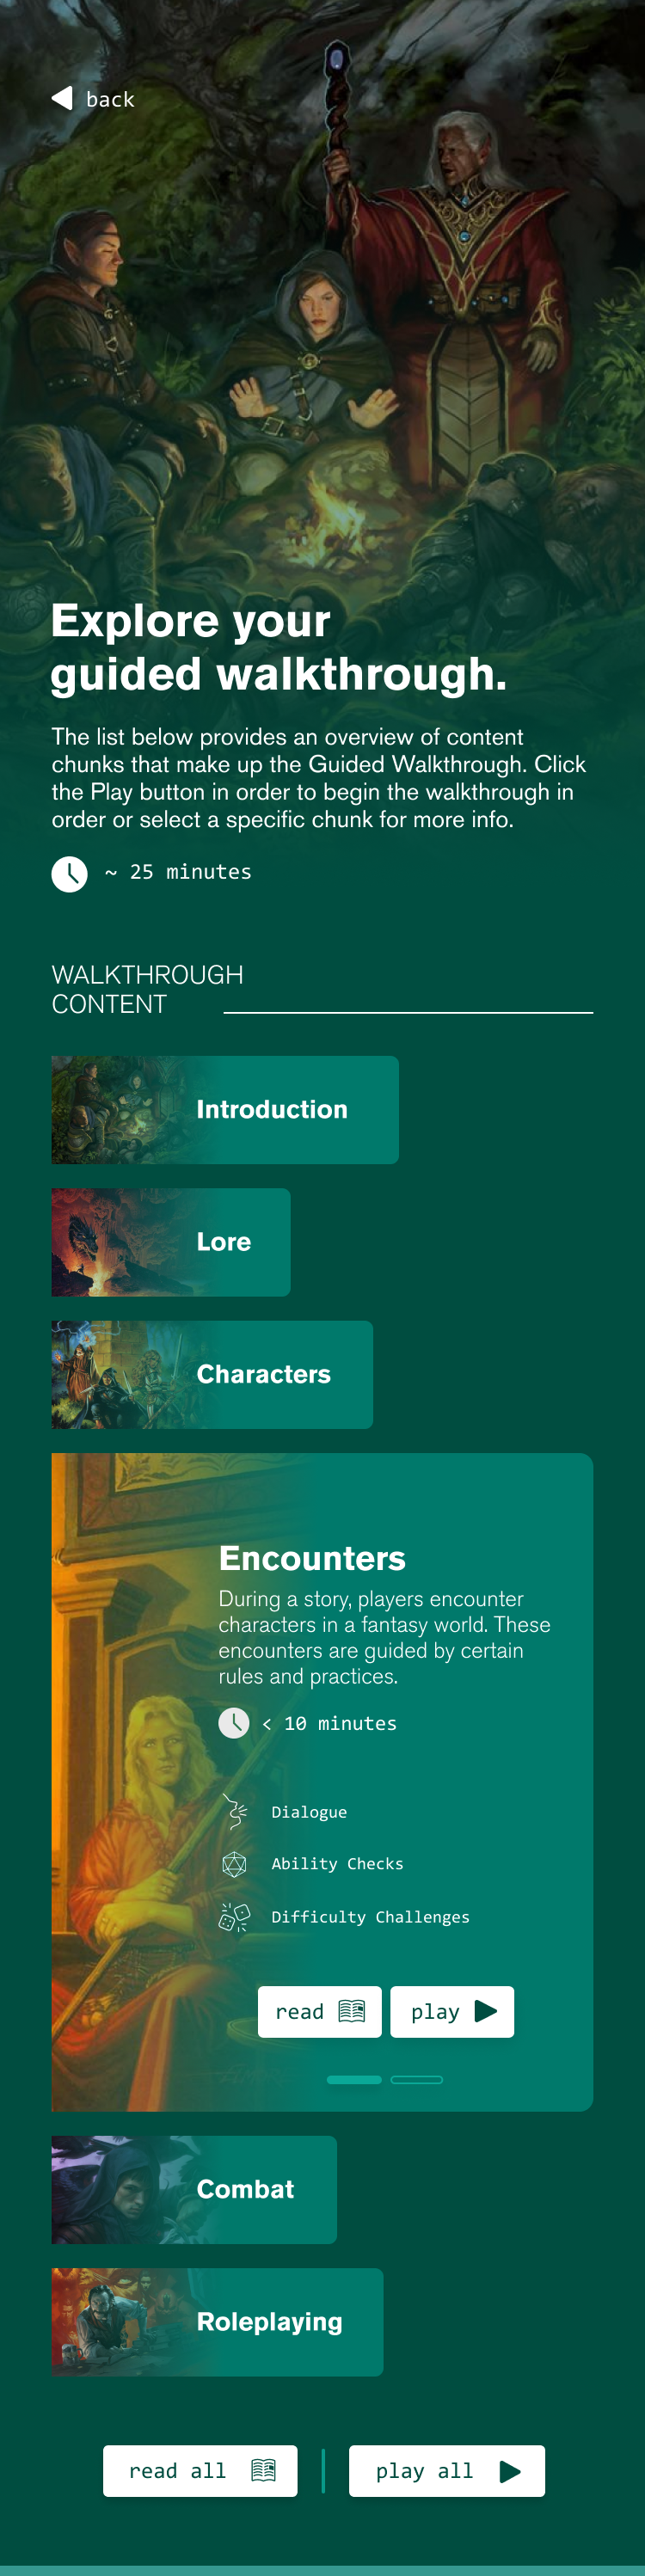 back
Explore your
guided walkthrough.
The list below provides an overview of content
chunks that make up the Guided Walkthrough. Click
the Play button in order to begin the walkthrough in
order or select a specific chunk for more info.
~ 25 minutes
WALKTHROUGH
CONTENT
Introduction
Lore
Characters
Encounters
During a story, players encounter
characters in a fantasy world. These
encounters are guided by certain
rules and practices.
< 10 minutes
Dialogue
Ability Checks
Difficulty Challenges
read
play
Combat
Roleplaying
read all
play all